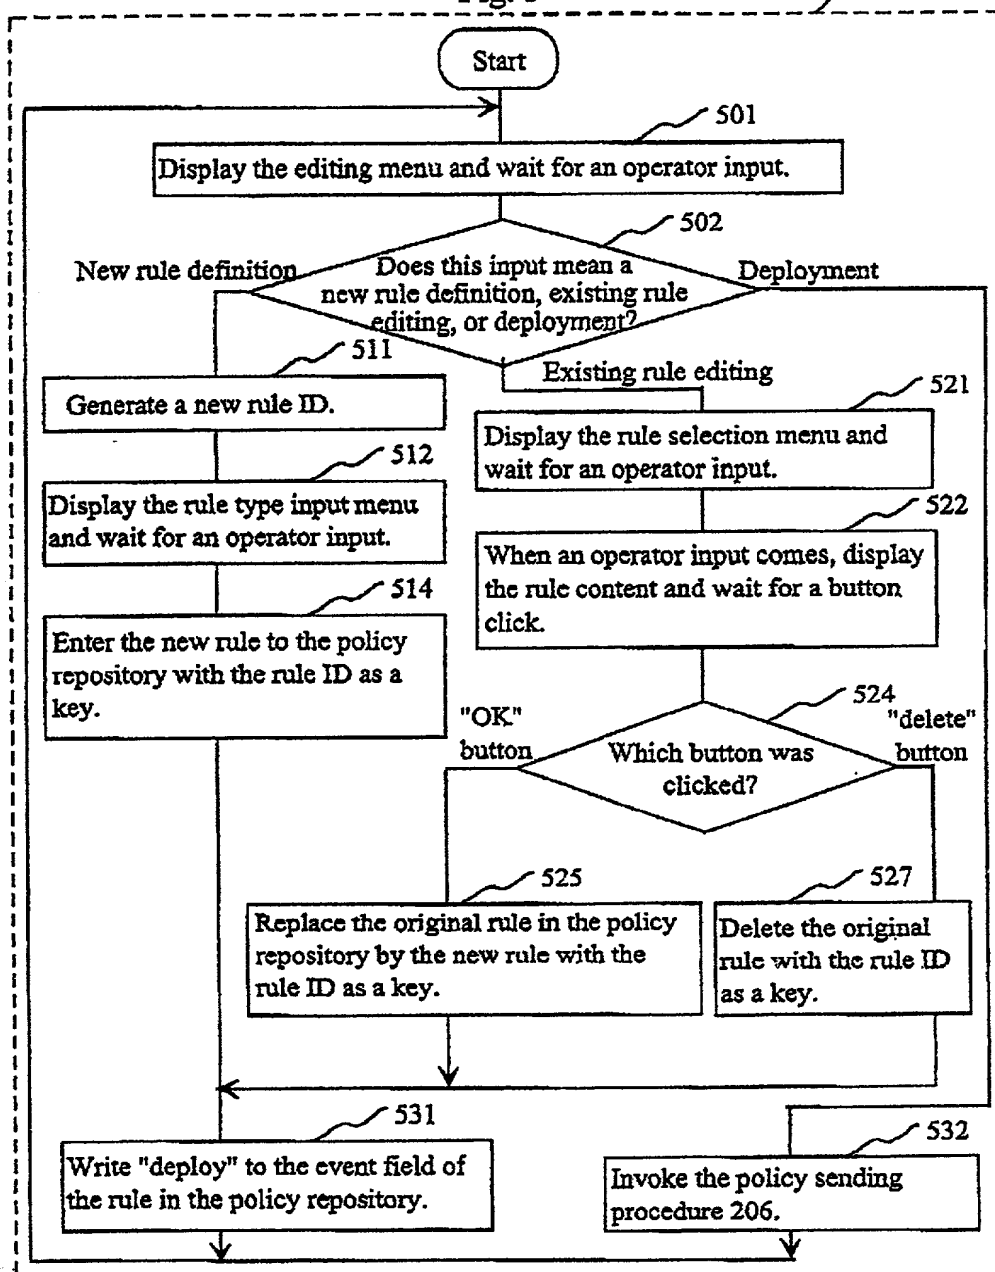 Start
501
Display the editing menu and wait for an operator input.
502
New rule definition
Does this input mean a
new rule definition, existing rule
editing, or deployment?
Deployment
511
Existing rule editing
Generate a new rule ID.
521
Display the rule selection menu and
wait for an operator input.
512
Display the rule type input menu
and wait for an operator input.
522
When an operator input comes, display
the rule content and wait for a button
click.
514
Enter the new rule to the policy
repository with the rule ID as a
key.
524
"OK"
button
Which button was
clicked?
"delete"
button
525
Replace the original rule in the policy
repository by the new rule with the
rule ID as a key.
527
Delete the original
rule with the rule ID
as a key.
531
Write "deploy" to the event field of
the rule in the policy repository.
532
Invoke the policy sending
procedure 206.